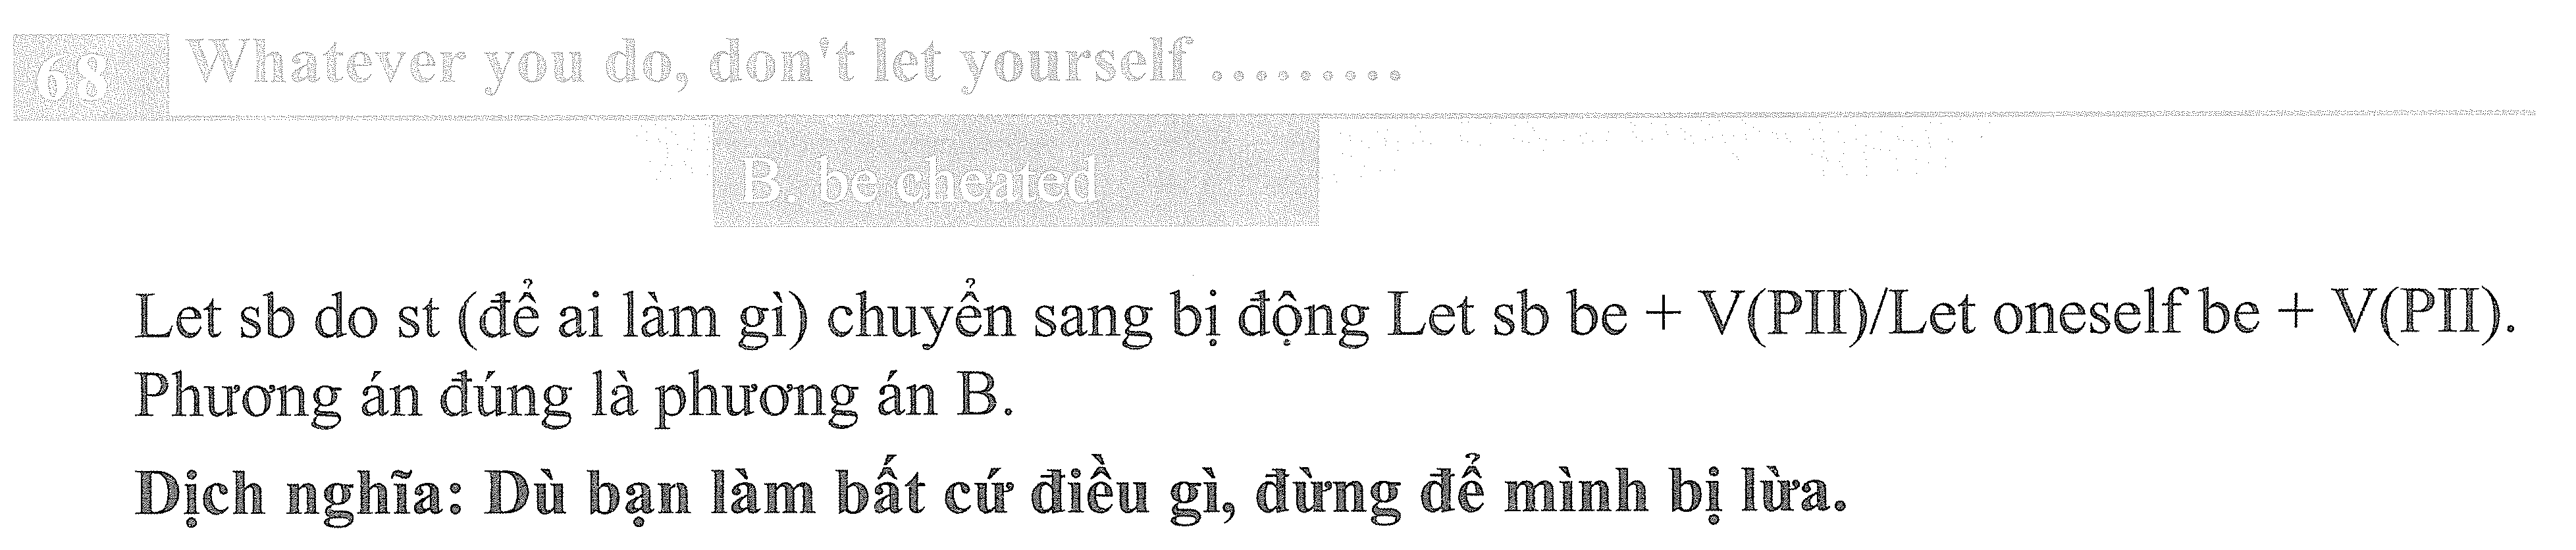 68 Whatever you do, don't let yourself .........
B. be cheated
Let sb do st (để ai làm gì) chuyển sang bị động Let sb be + V(PII)/Let oneself be + V(PII).
Phương án đúng là phương án B.
Dịch nghĩa: Dù bạn làm bất cứ điều gì, đừng để mình bị lừa.